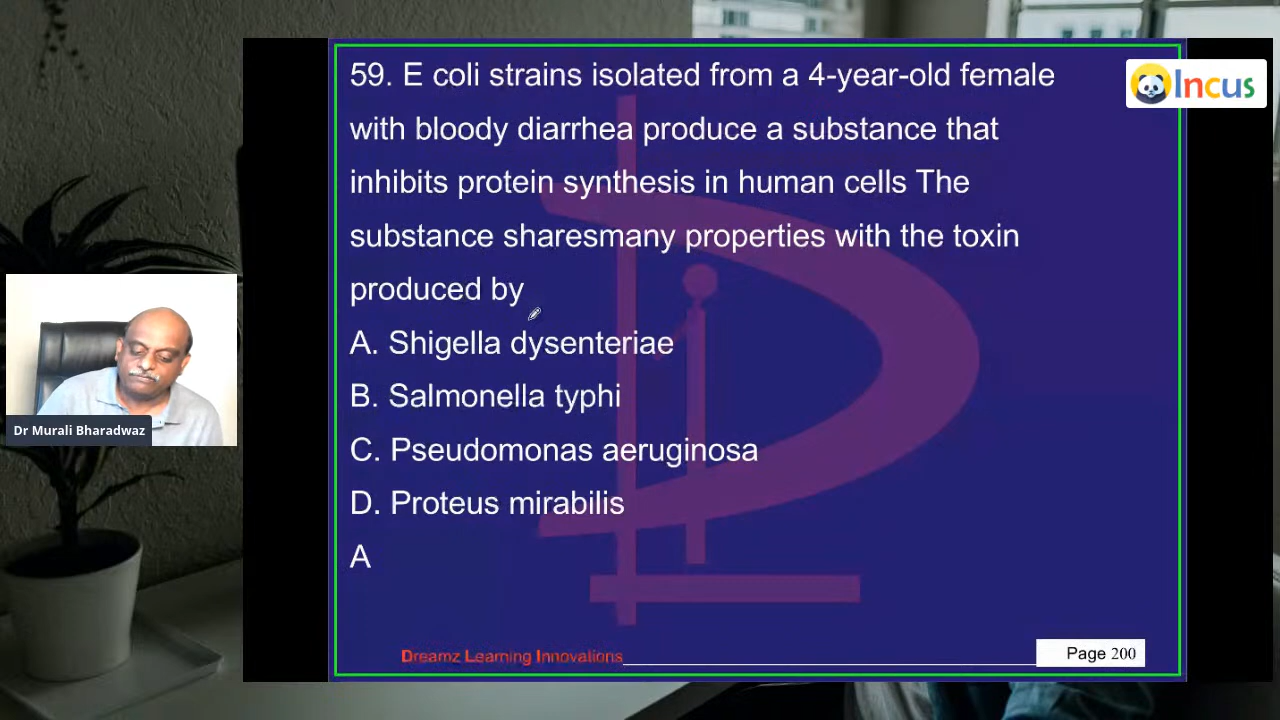 59. E coli strains isolated from a 4-year-old female
with bloody diarrhea produce a substance that
inhibits protein synthesis in human cells The
substance sharesmany properties with the toxin
produced by
A. Shigella dysenteriae
B. Salmonella typhi
C. Pseudomonas aeruginosa
D. Proteus mirabilis
A
Dreamz Learning Innovations
Page 200
Incus
Dr Murali Bharadwaz